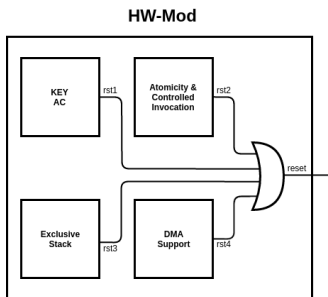 HW-Mod
KEY
AC
rst1
Atomicity &
Controlled
Invocation
rst2
reset
Exclusive
Stack
rst3
DMA
Support
rst4